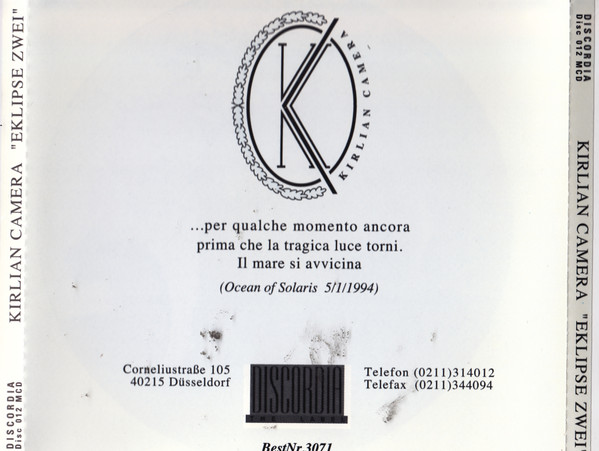 KIRLIAN CAMERA "EKLIPSE ZWEI"
DISCORDIA
Disc 012 MCD
K
KIRLIAN CAMERA
...per qualche momento ancora
prima che la tragica luce torni.
Il mare si avvicina
(Ocean of Solaris 5/1/1994)
Corneliustraße 105
40215 Düsseldorf
DISCORDIA
Telefon (0211)314012
Telefax (0211)344094
BestNr.3071
DISCORDIA
Disc 012 MCD
KIRLIAN CAMERA "EKLIPSE ZWEI"